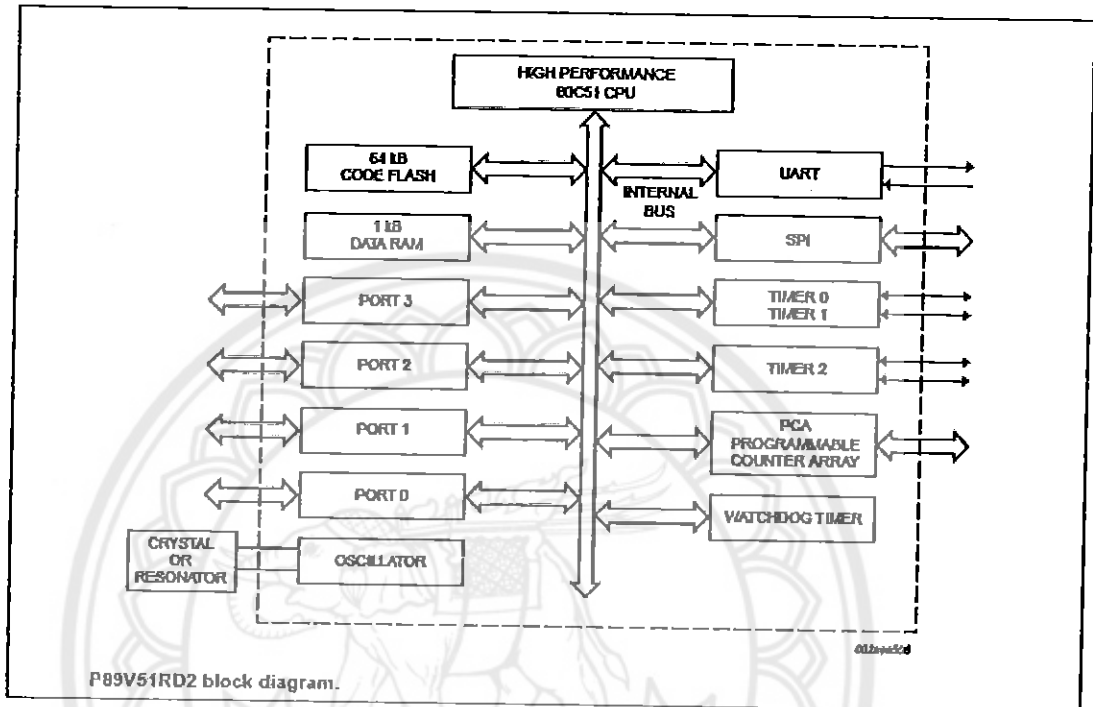 HIGH PERFORMANCE
80C51 CPU
64 kB
CODE FLASH
UART
INTERNAL
BUS
1 kB
DATA RAM
SPI
PORT 3
TIMER 0
TIMER 1
PORT 2
TIMER 2
PORT 1
PCA
PROGRAMMABLE
COUNTER ARRAY
PORT 0
WATCHDOG TIMER
CRYSTAL
OR
RESONATOR
OSCILLATOR
P89V51RD2 block diagram.